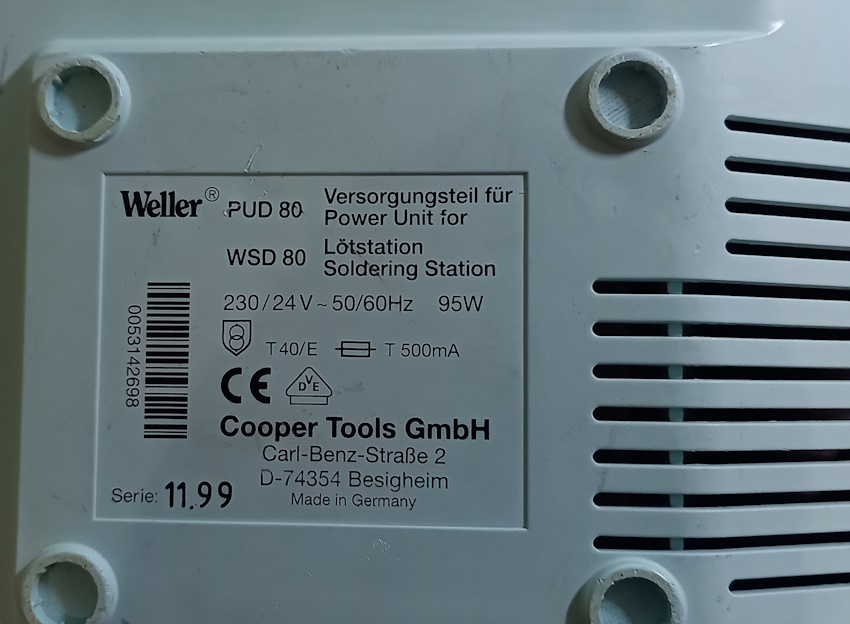 Weller® PUD 80 Versorgungsteil für
Power Unit for
WSD 80 Lötstation
Soldering Station
230/24V~50/60Hz 95W
T40/E T 500mA
CE DVE
0053142698
Cooper Tools GmbH
Carl-Benz-Straße 2
D-74354 Besigheim
Made in Germany
Serie: 11.99